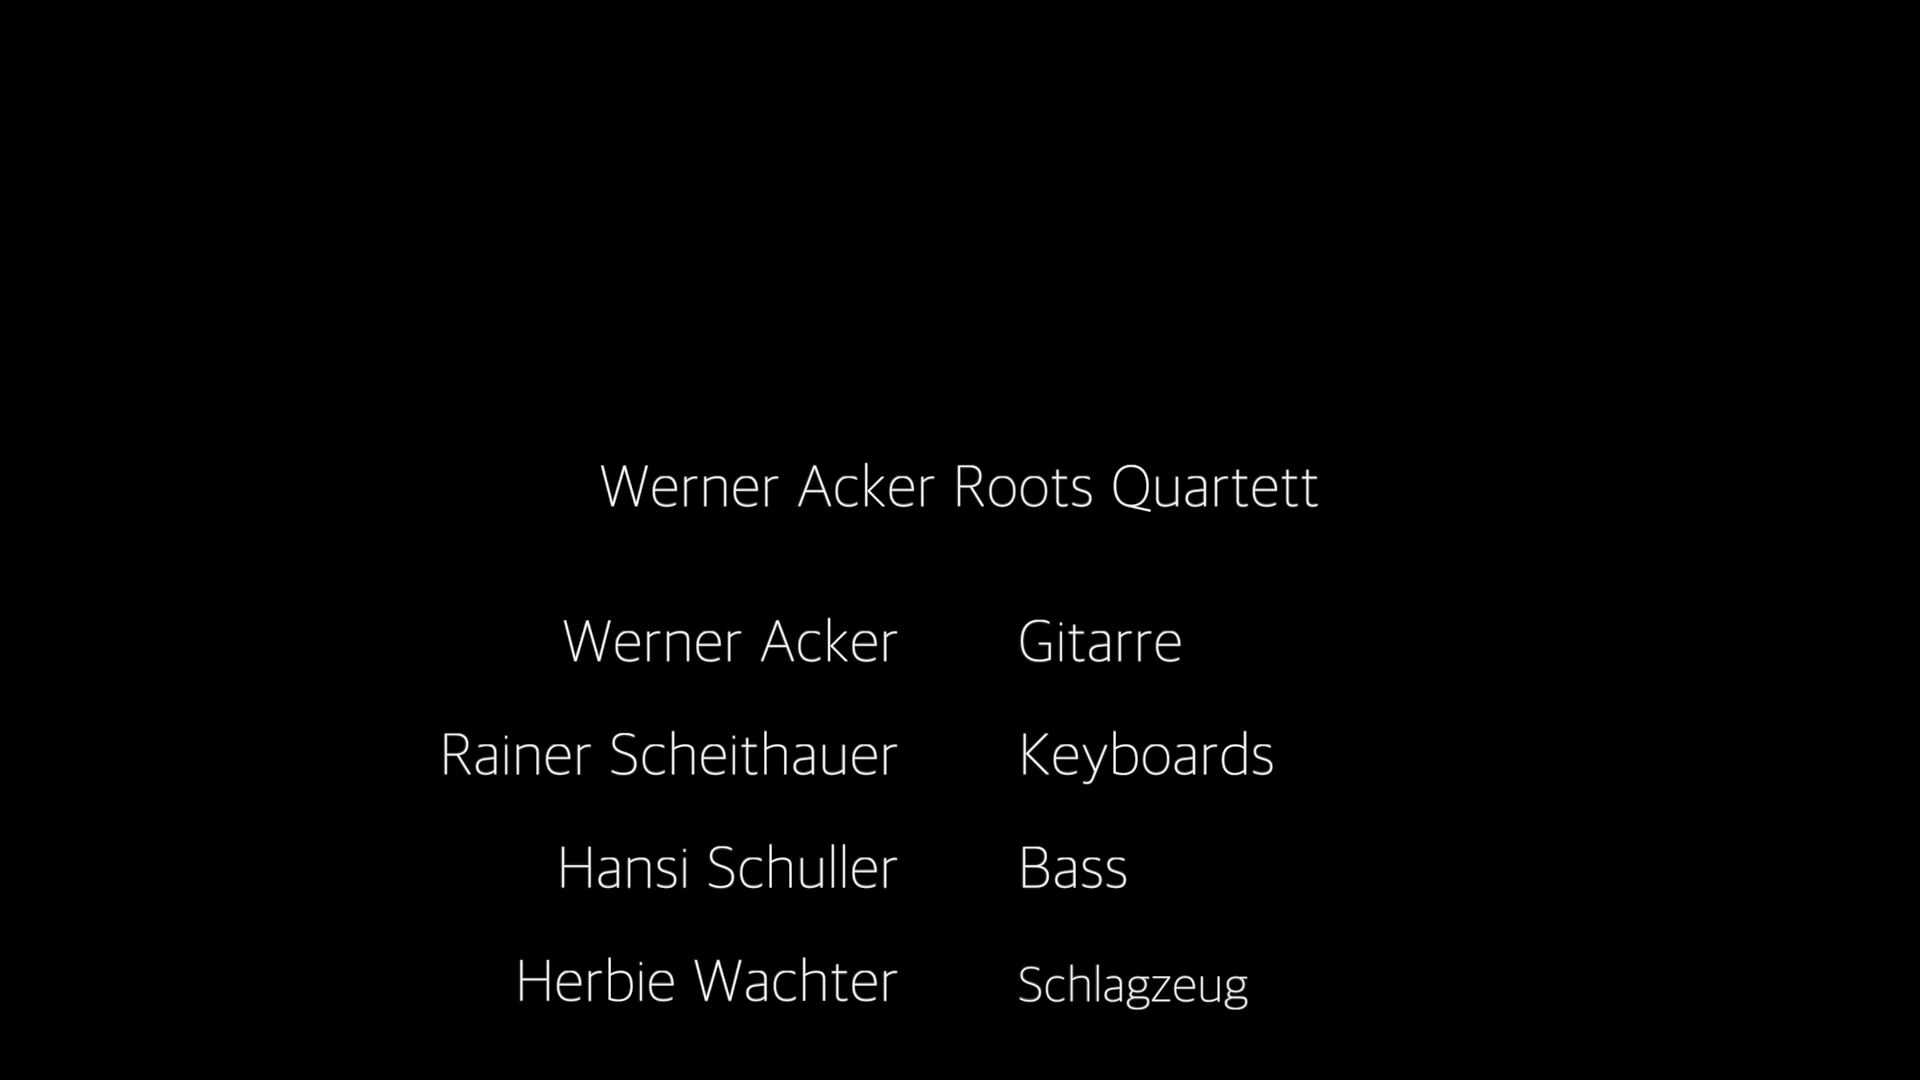 Werner Acker Roots Quartett
Werner Acker Gitarre
Rainer Scheithauer Keyboards
Hansi Schuller Bass
Herbie Wachter Schlagzeug